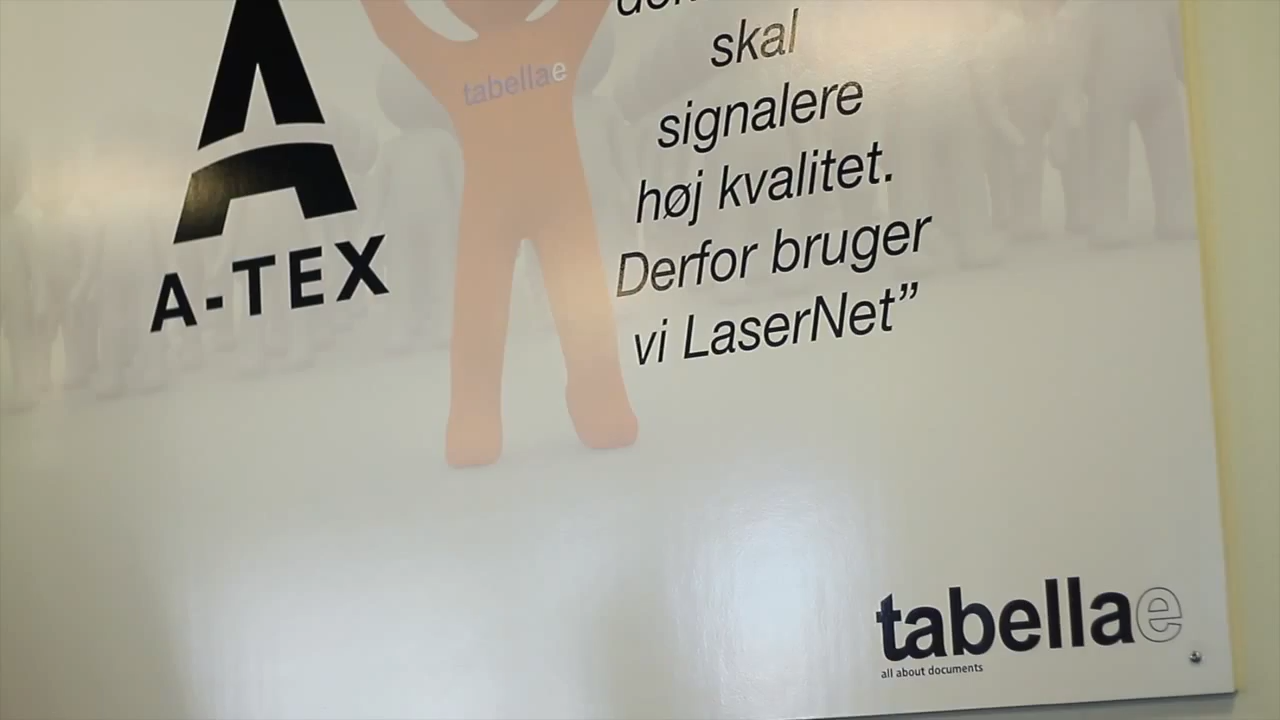 skal
signalere
høj kvalitet.
Derfor bruger
vi LaserNet”
tabellae
A-TEX
tabellae
all about documents